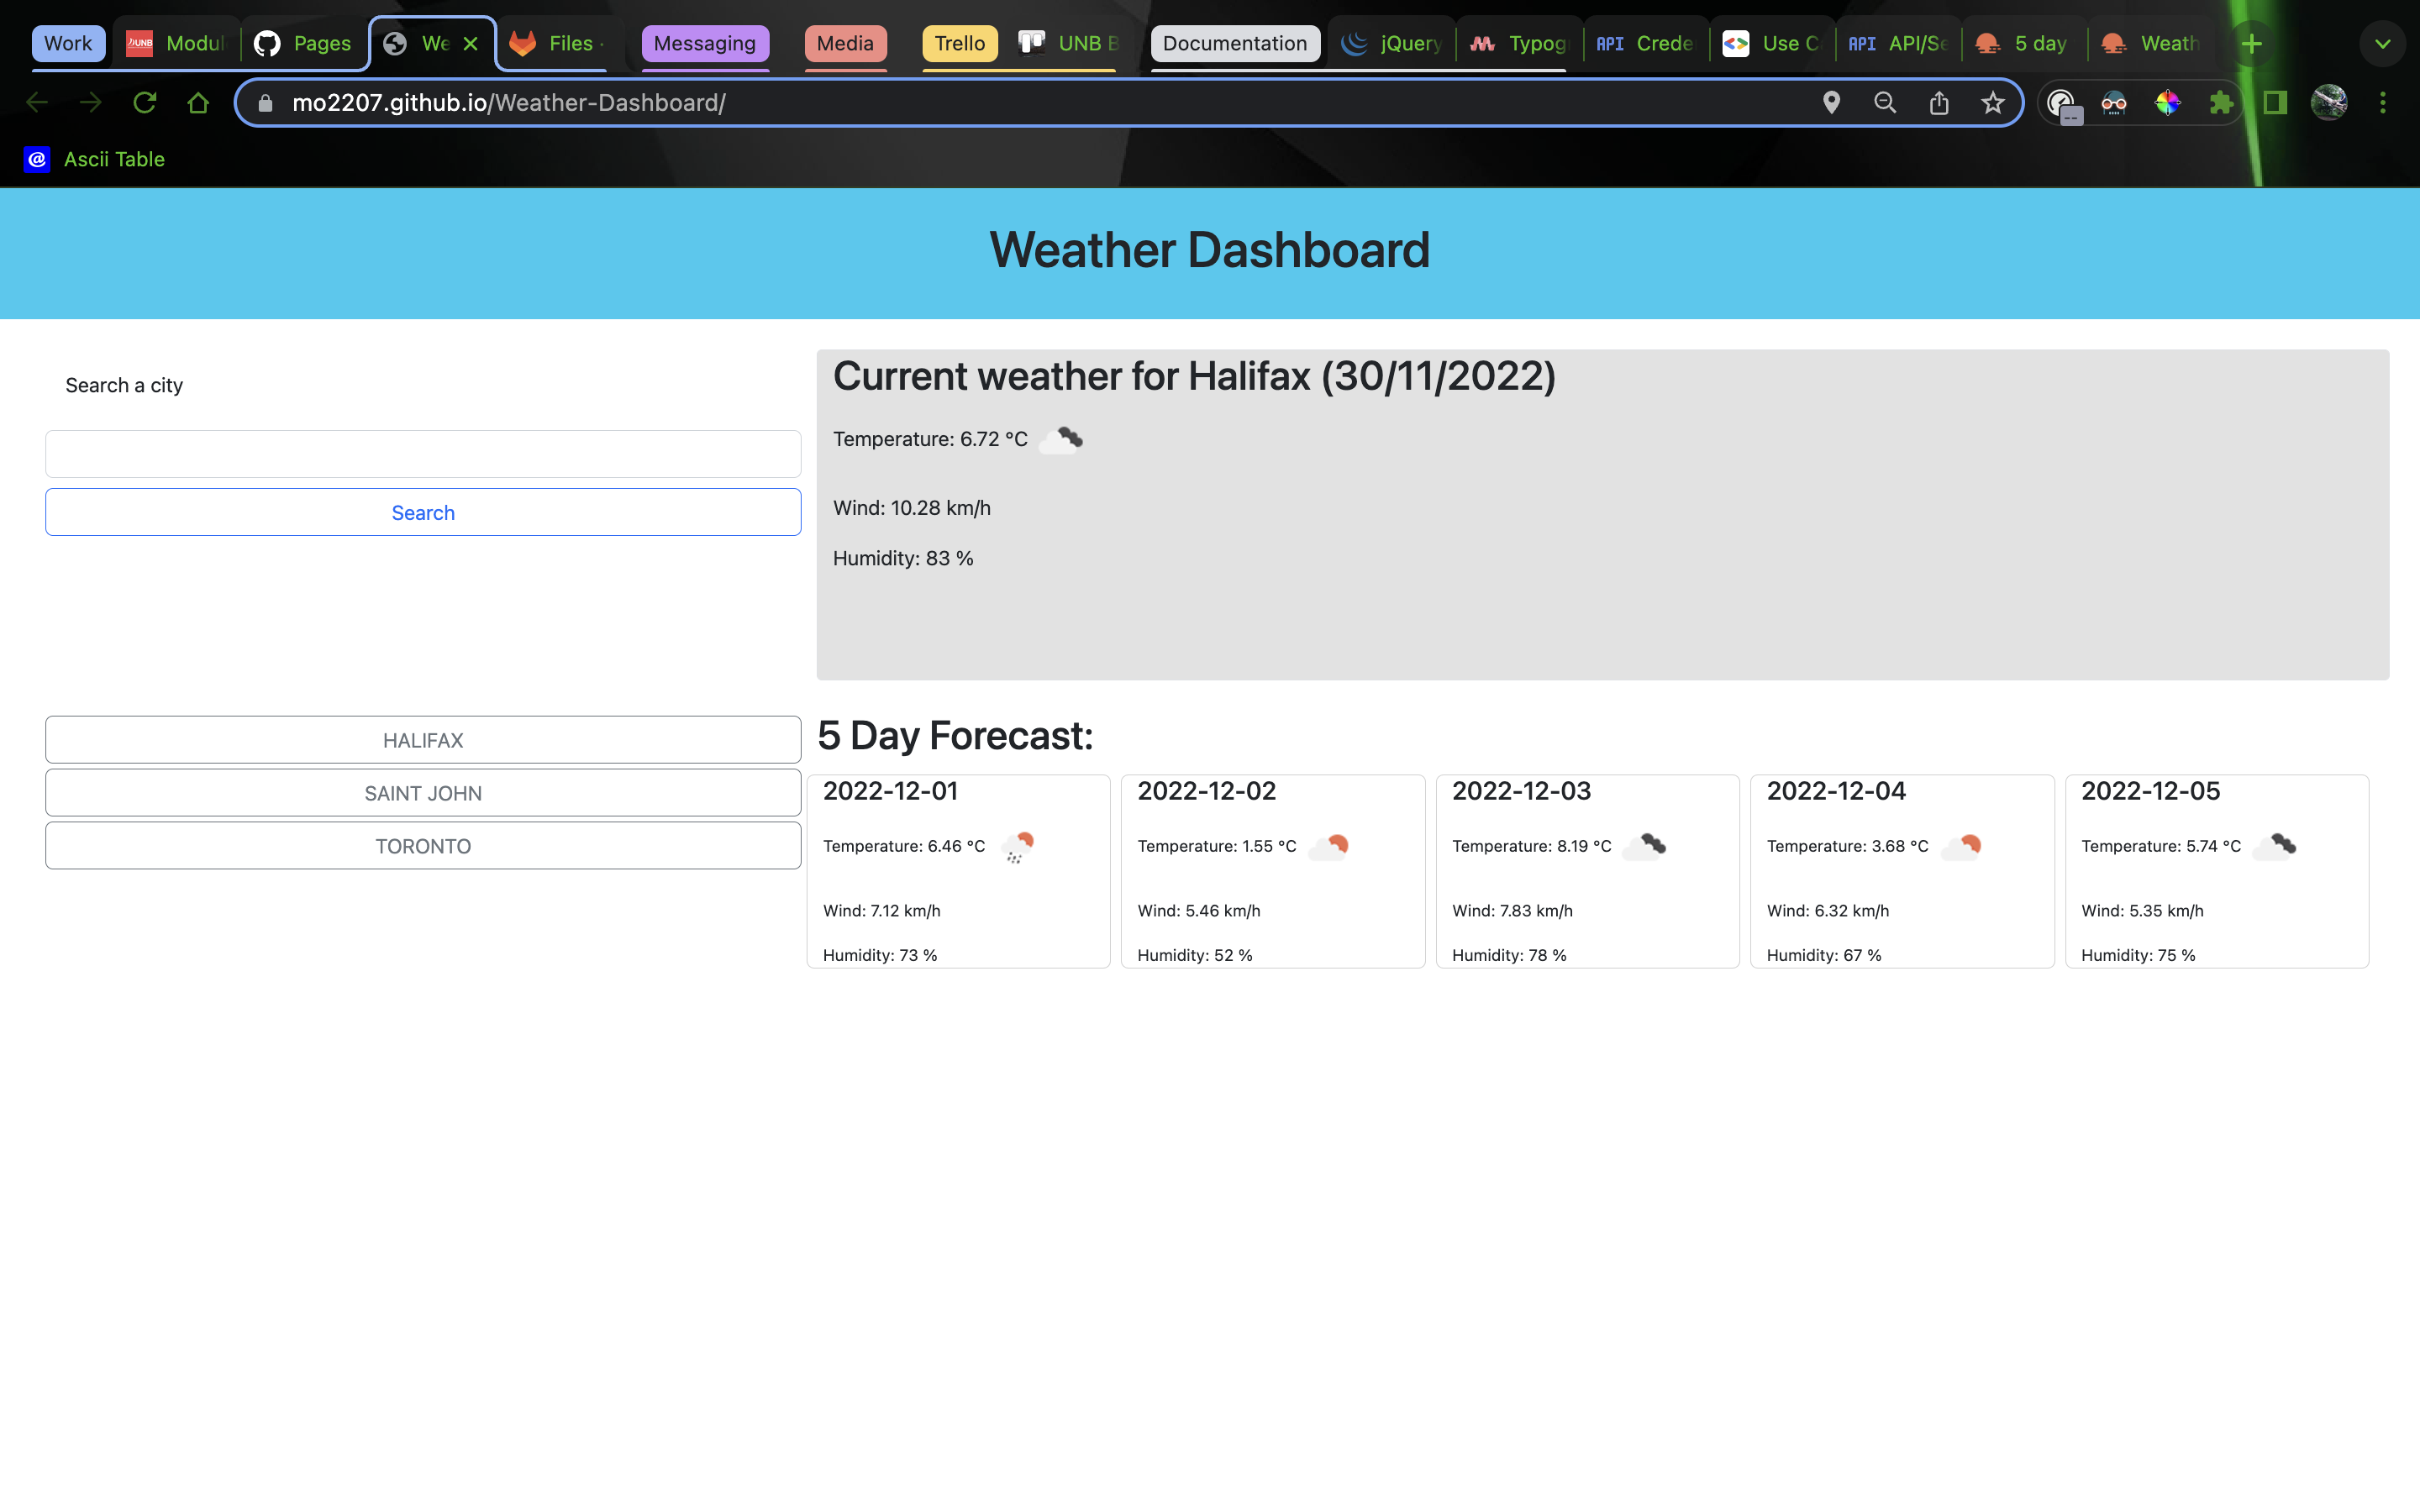 Work Modul Pages We Files Messaging Media Trello UNB B Documentation jQuery Typog API Crede Use C API API/Se 5 day Weath
mo2207.github.io/Weather-Dashboard/
@ Ascii Table
Weather Dashboard
Search a city
Search
Current weather for Halifax (30/11/2022)
Temperature: 6.72 °C
Wind: 10.28 km/h
Humidity: 83 %
HALIFAX
SAINT JOHN
TORONTO
5 Day Forecast:
2022-12-01
Temperature: 6.46 °C
Wind: 7.12 km/h
Humidity: 73 %
2022-12-02
Temperature: 1.55 °C
Wind: 5.46 km/h
Humidity: 52 %
2022-12-03
Temperature: 8.19 °C
Wind: 7.83 km/h
Humidity: 78 %
2022-12-04
Temperature: 3.68 °C
Wind: 6.32 km/h
Humidity: 67 %
2022-12-05
Temperature: 5.74 °C
Wind: 5.35 km/h
Humidity: 75 %